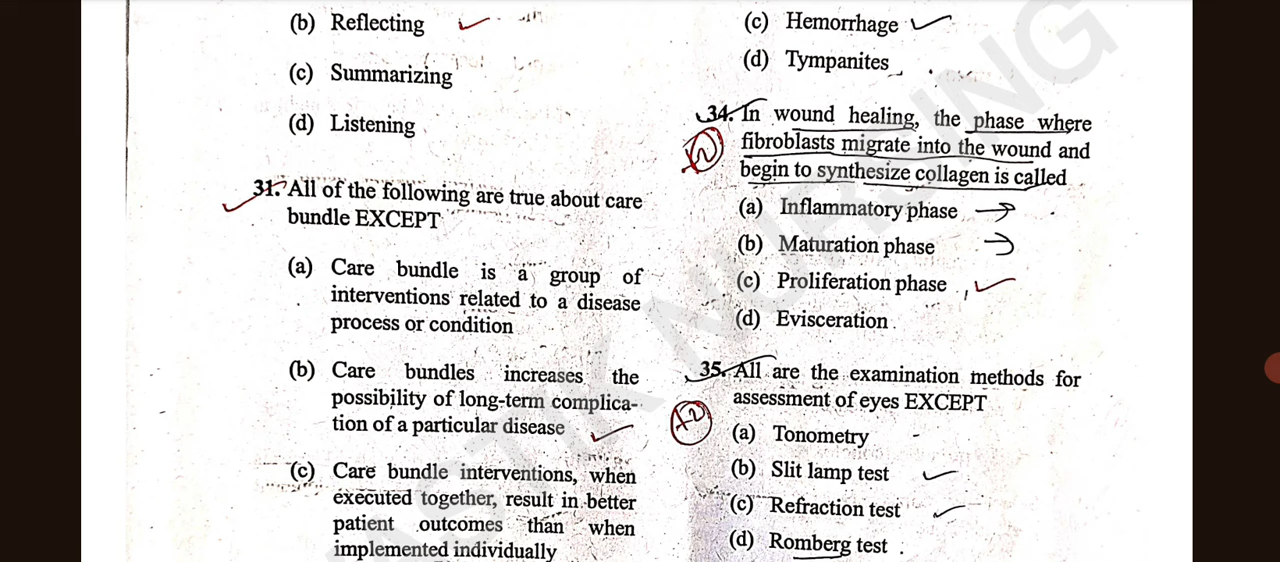 (b) Reflecting
(c) Summarizing
(d) Listening
31. All of the following are true about care
bundle EXCEPT
(a) Care bundle is a group of
interventions related to a disease
process or condition
(b) Care bundles increases the
possibility of long-term complica-
tion of a particular disease
(c) Care bundle interventions, when
executed together, result in better
patient outcomes than when
implemented individually
(c) Hemorrhage
(d) Tympanites
34. In wound healing, the phase where
fibroblasts migrate into the wound and
begin to synthesize collagen is called
(a) Inflammatory phase
(b) Maturation phase
(c) Proliferation phase
(d) Evisceration
35. All are the examination methods for
assessment of eyes EXCEPT
(a) Tonometry
(b) Slit lamp test
(c) Refraction test
(d) Romberg test